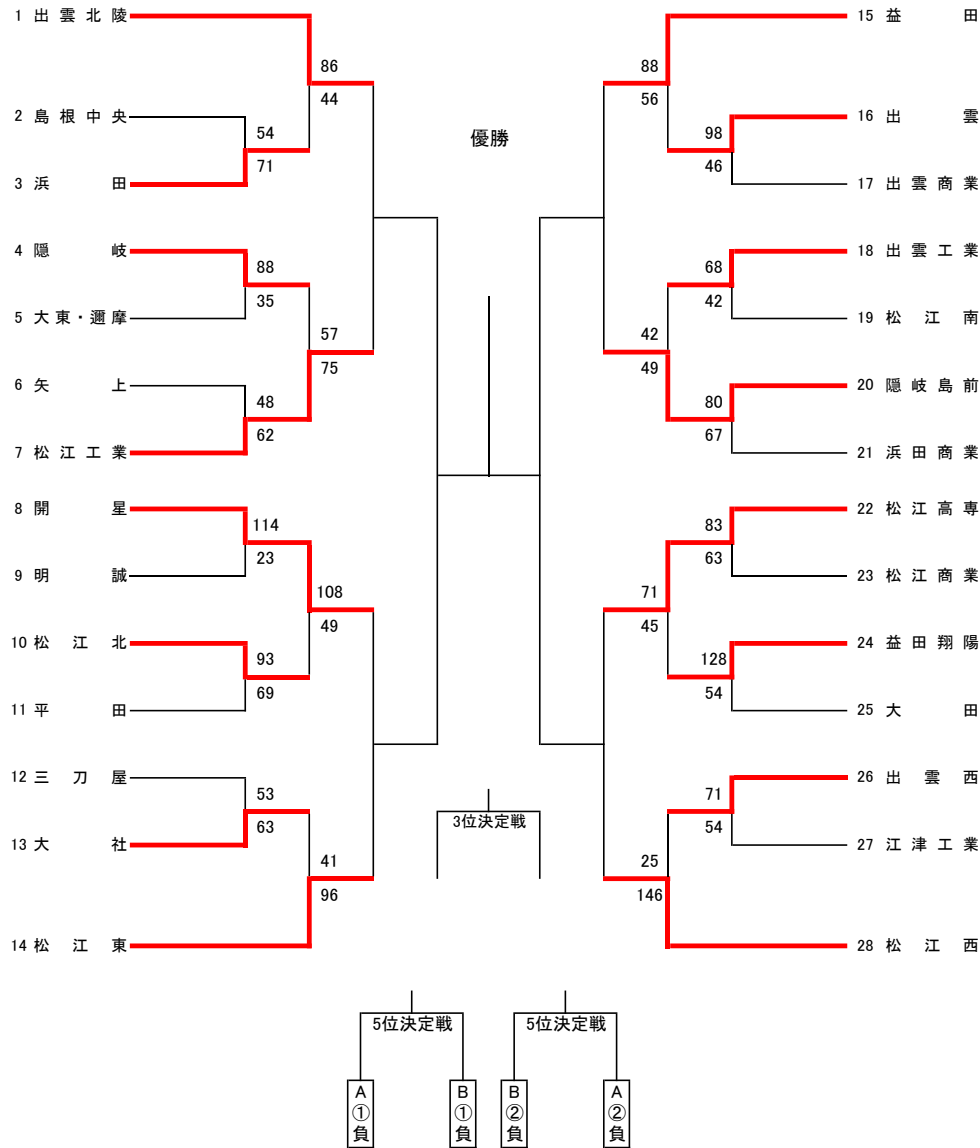 1 出雲北陵
86
44
2 島根中央
54
71
3 浜田
4 隠岐
88
35
5 大東・邇摩
57
75
6 矢上
48
62
7 松江工業
8 開星
114
23
9 明誠
108
49
10 松江北
93
69
11 平田
12 三刀屋
53
63
13 大社
41
96
14 松江東
優勝
3位決定戦
15 益田
88
56
16 出雲
98
46
17 出雲商業
18 出雲工業
68
42
19 松江南
42
49
20 隠岐島前
80
67
21 浜田商業
22 松江高専
83
63
23 松江商業
71
45
24 益田翔陽
128
54
25 大田
26 出雲西
71
54
27 江津工業
25
146
28 松江西
5位決定戦
A①負
B①負
5位決定戦
B②負
A②負